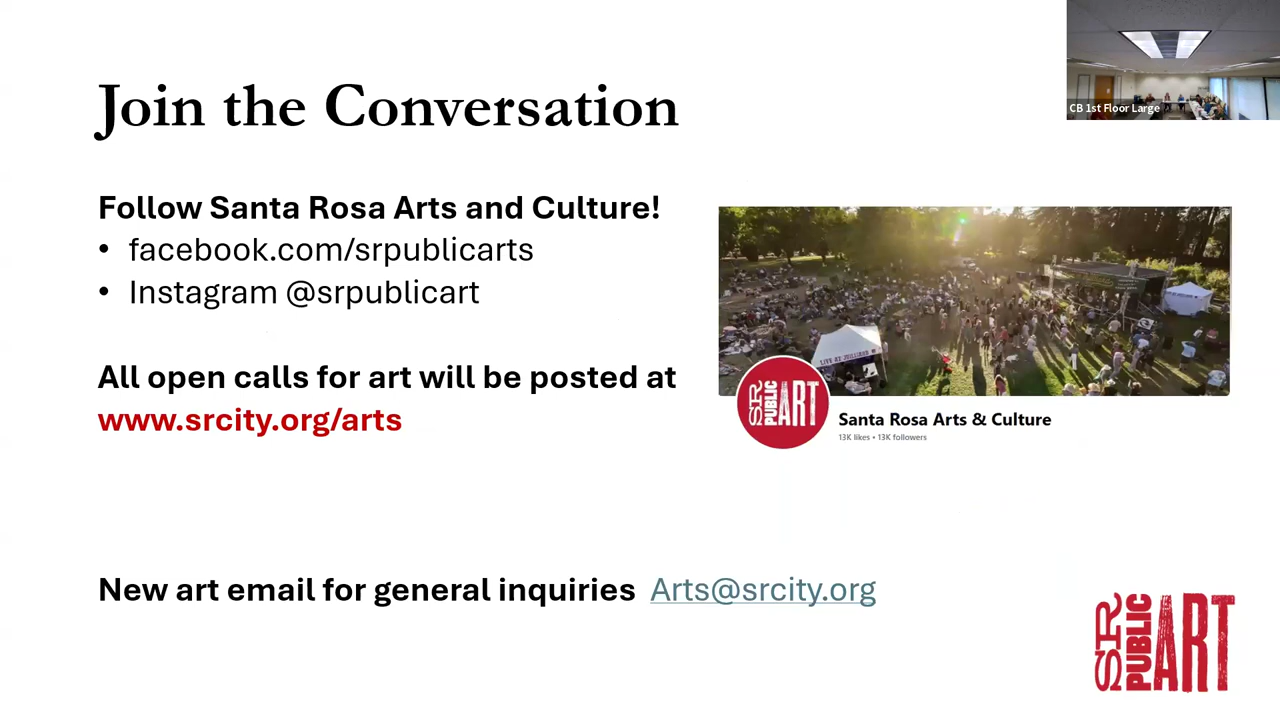 Join the Conversation
CB 1st Floor Large
Follow Santa Rosa Arts and Culture!
• facebook.com/srpublicarts
• Instagram @srpublicart
All open calls for art will be posted at
www.srcity.org/arts
SR PUBLIC ART
Santa Rosa Arts & Culture
13K likes • 13K followers
New art email for general inquiries Arts@srcity.org
SR PUBLIC ART